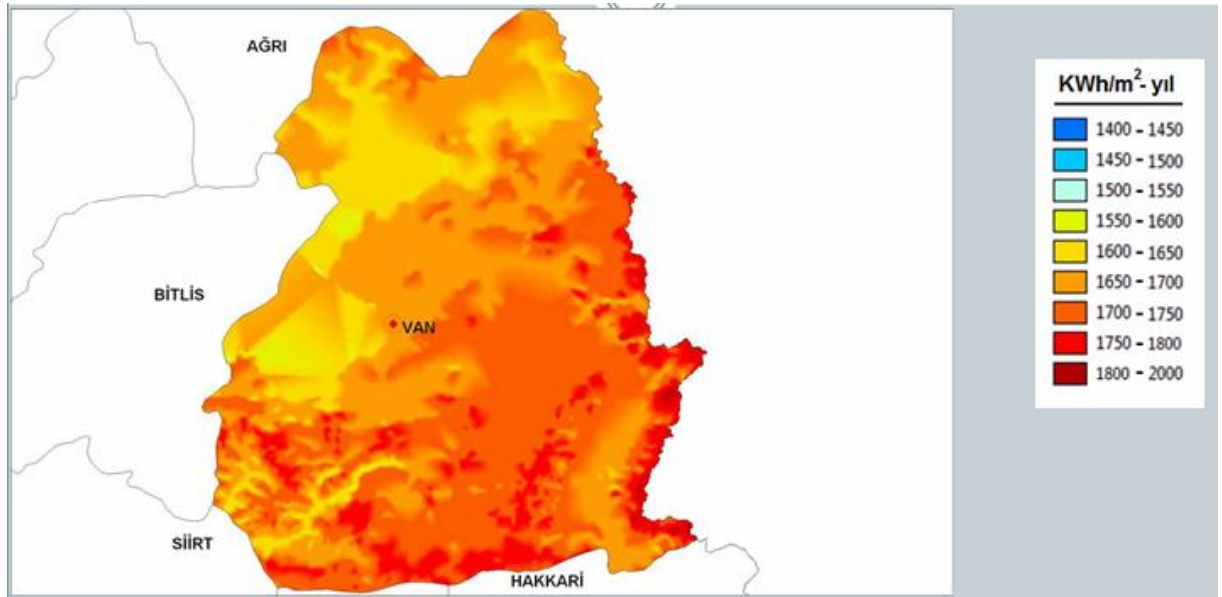 AĞRI
BİTLİS
VAN
SİİRT
HAKKARİ
KWh/m²- yıl
1400 - 1450
1450 - 1500
1500 - 1550
1550 - 1600
1600 - 1650
1650 - 1700
1700 - 1750
1750 - 1800
1800 - 2000